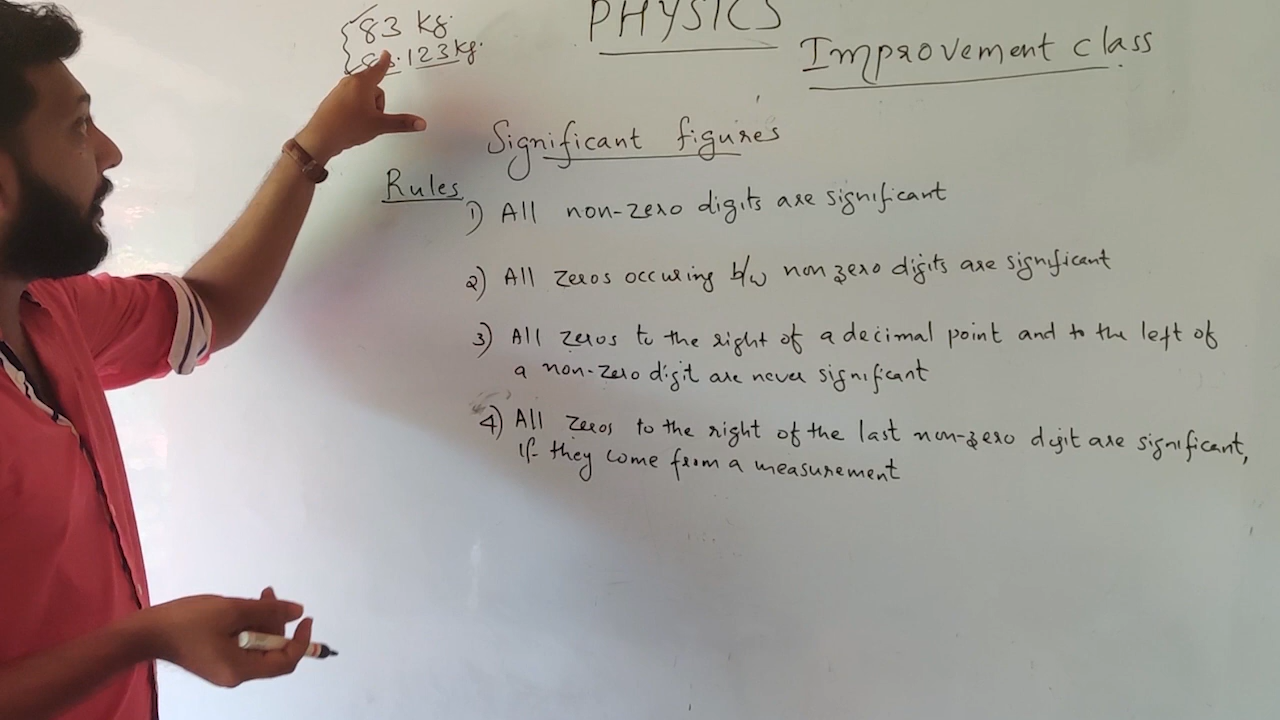 83 kg.
.123 kg.
PHYSICS
Improvement class
Significant figures
Rules
1) All non-zero digits are significant
2) All zeros occuring b/w non zero digits are significant
3) All zeros to the right of a decimal point and to the left of
a non-zero digit are never significant
4) All zeros to the right of the last non-zero digit are significant,
if they come from a measurement